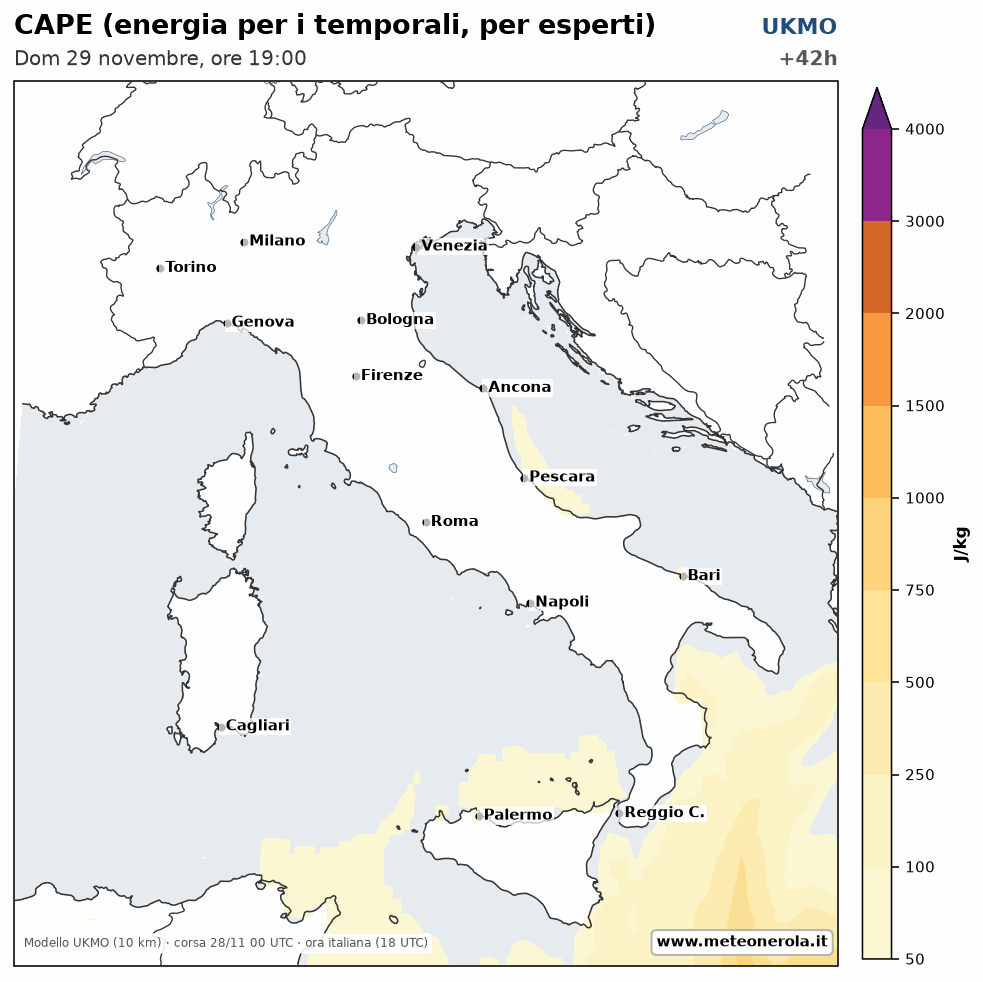 CAPE (energia per i temporali, per esperti)
UKMO
Dom 29 novembre, ore 19:00
+42h
4000
3000
2000
1500
1000
750
500
250
100
50
J/kg
Milano
Venezia
Torino
Genova
Bologna
Firenze
Ancona
Pescara
Roma
Bari
Napoli
Cagliari
Palermo
Reggio C.
Modello UKMO (10 km) · corsa 28/11 00 UTC · ora italiana (18 UTC)
www.meteonerola.it